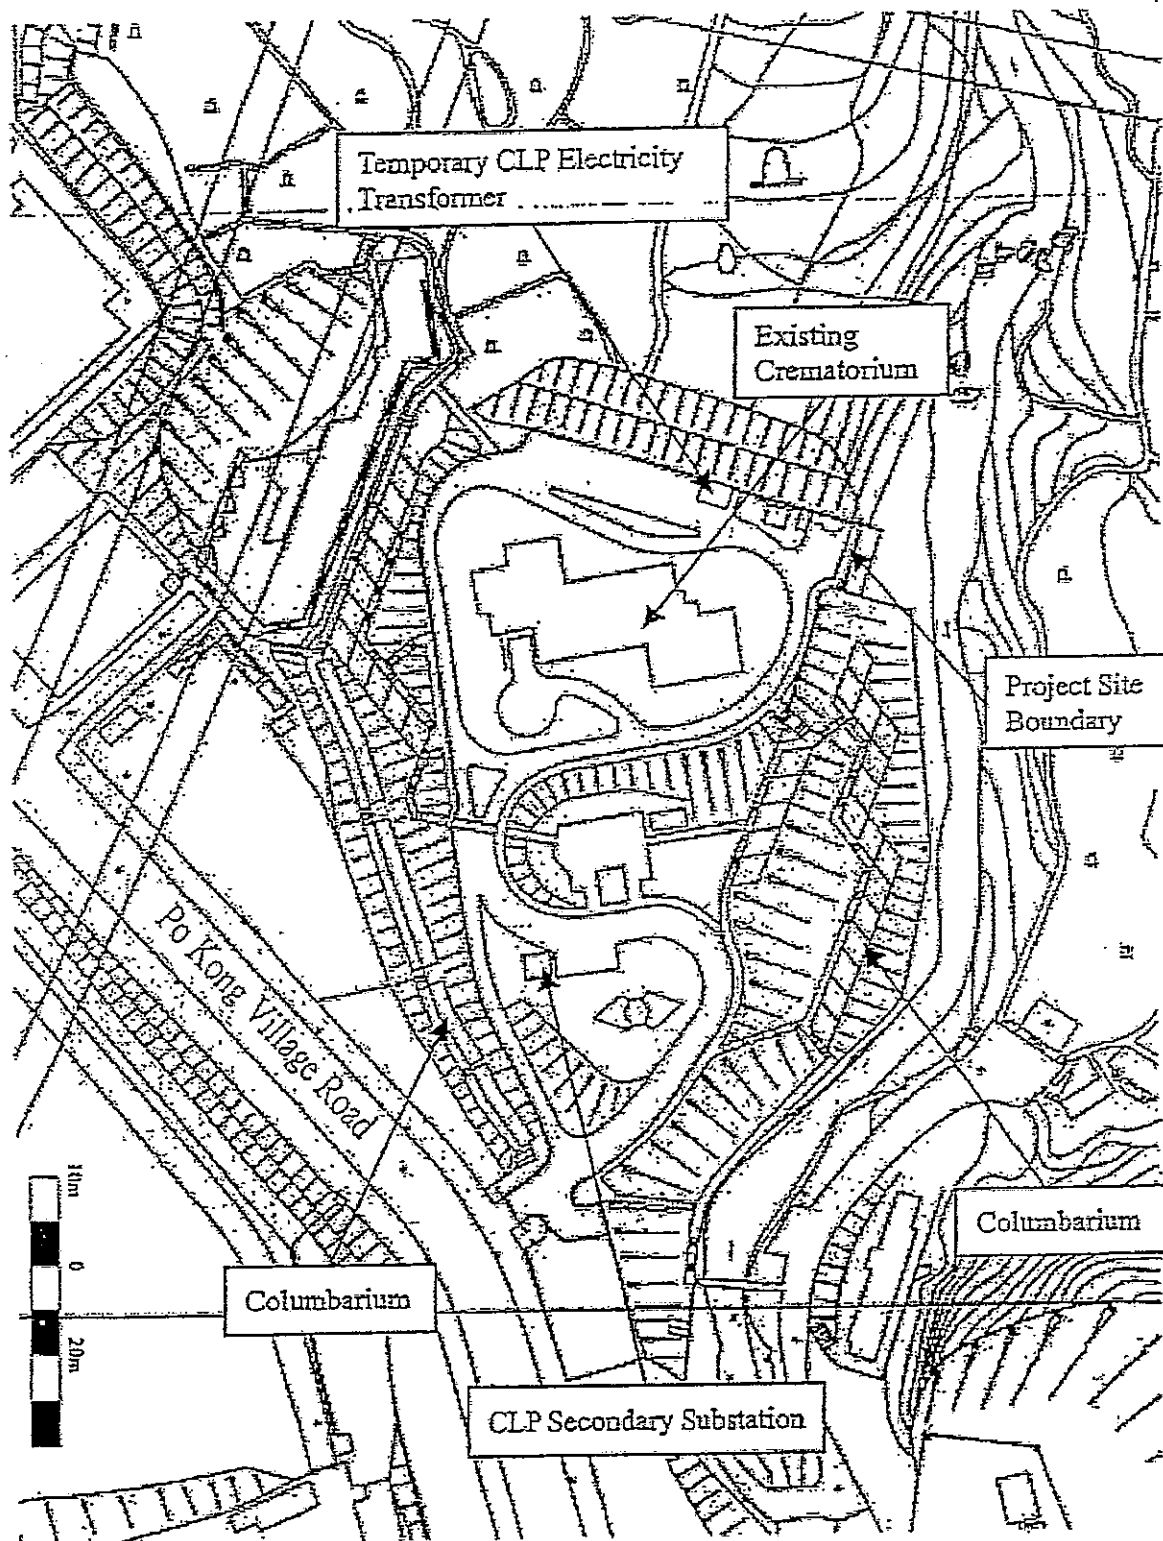 Temporary CLP Electricity
Transformer
Existing
Crematorium
Project Site
Boundary
Po Kong Village Road
10m
0
20m
Columbarium
Columbarium
CLP Secondary Substation